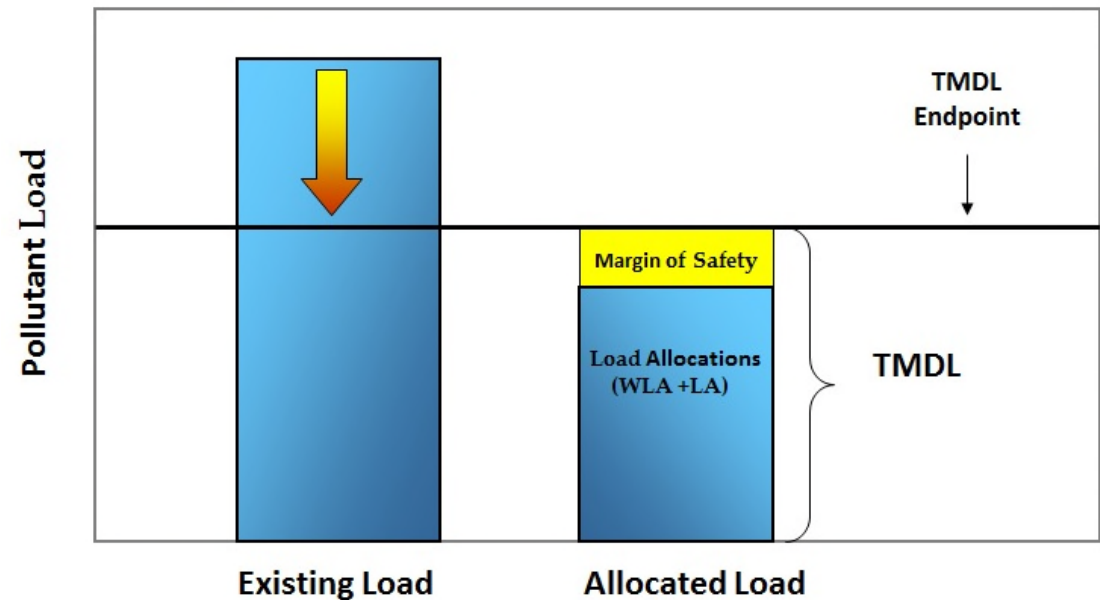 Pollutant Load
TMDL
Endpoint
Margin of Safety
Load Allocations
(WLA +LA)
TMDL
Existing Load
Allocated Load